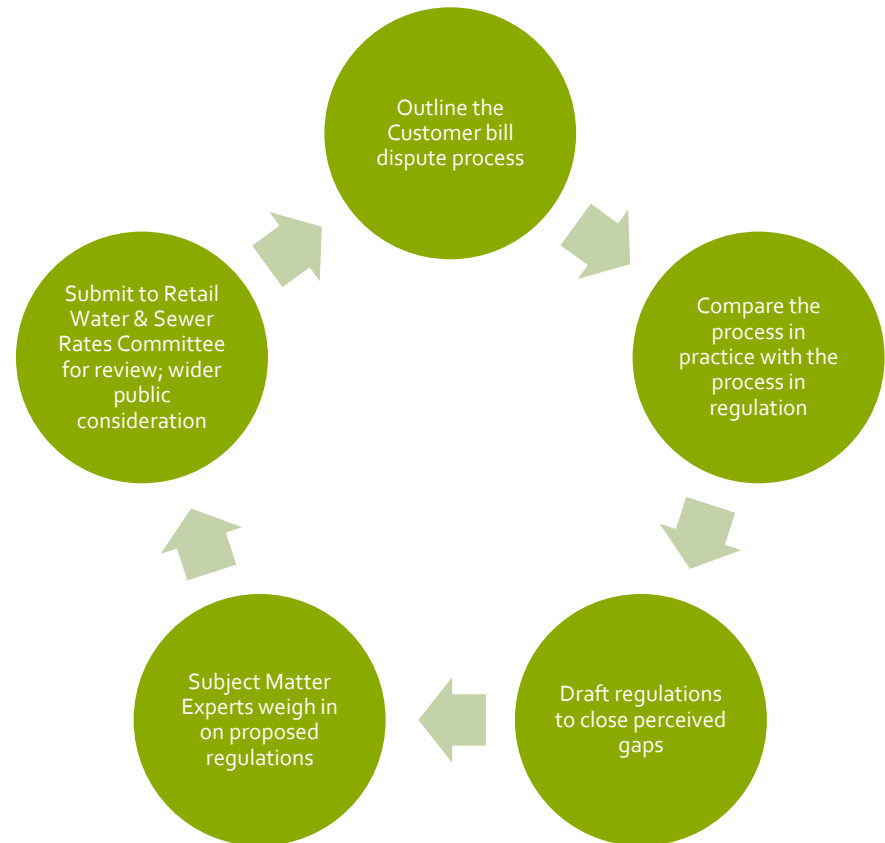 Outline the
Customer bill
dispute process
Compare the
process in
practice with the
process in
regulation
Draft regulations
to close perceived
gaps
Subject Matter
Experts weigh in
on proposed
regulations
Submit to Retail
Water & Sewer
Rates Committee
for review; wider
public
consideration